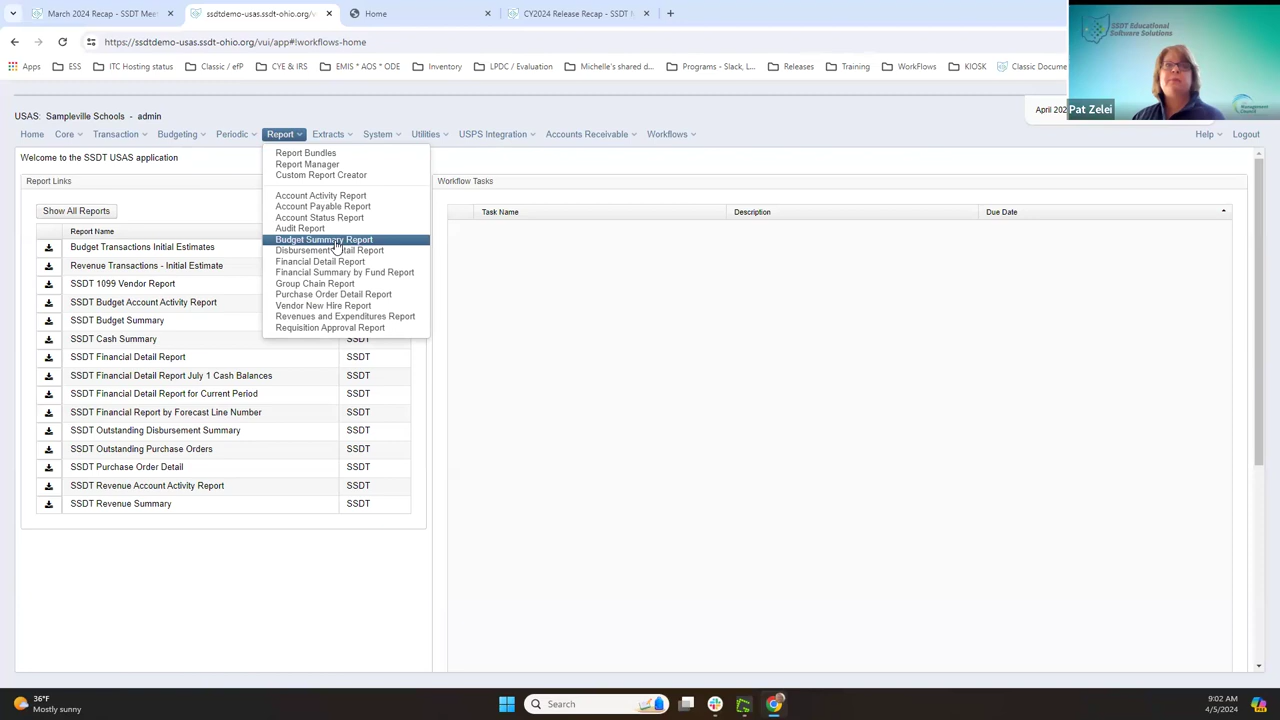 March 2024 Recap - SSDT Mee
ssdtdemo-usas.ssdt-ohio.org/vui/
Home
CY2024 Release Recap - SSDT
https://ssdtdemo-usas.ssdt-ohio.org/vui/app#!workflows-home
Apps
ESS
ITC Hosting status
Classic / efP
CYE & IRS
EMIS * AOS * ODE
Inventory
LPDC / Evaluation
Michelle's shared d...
Programs - Slack, L...
Releases
Training
WorkFlows
KIOSK
Classic Docume
SSDT Educational
Software Solutions
Pat Zelei
USAS: Sampleville Schools - admin
April 202
Home
Core
Transaction
Budgeting
Periodic
Report
Extracts
System
Utilities
USPS Integration
Accounts Receivable
Workflows
Help
Logout
Welcome to the SSDT USAS application
Report Bundles
Report Manager
Custom Report Creator
Account Activity Report
Account Payable Report
Account Status Report
Audit Report
Budget Summary Report
Disbursement Detail Report
Financial Detail Report
Financial Summary by Fund Report
Group Chain Report
Purchase Order Detail Report
Vendor New Hire Report
Revenues and Expenditures Report
Requisition Approval Report
Report Links
Show All Reports
Report Name
Budget Transactions Initial Estimates
Revenue Transactions - Initial Estimate
SSDT 1099 Vendor Report
SSDT Budget Account Activity Report
SSDT Budget Summary
SSDT Cash Summary SSDT
SSDT Financial Detail Report SSDT
SSDT Financial Detail Report July 1 Cash Balances SSDT
SSDT Financial Detail Report for Current Period SSDT
SSDT Financial Report by Forecast Line Number SSDT
SSDT Outstanding Disbursement Summary SSDT
SSDT Outstanding Purchase Orders SSDT
SSDT Purchase Order Detail SSDT
SSDT Revenue Account Activity Report SSDT
SSDT Revenue Summary SSDT
Workflow Tasks
Task Name
Description
Due Date
36°F
Mostly sunny
Search
9:02 AM
4/5/2024